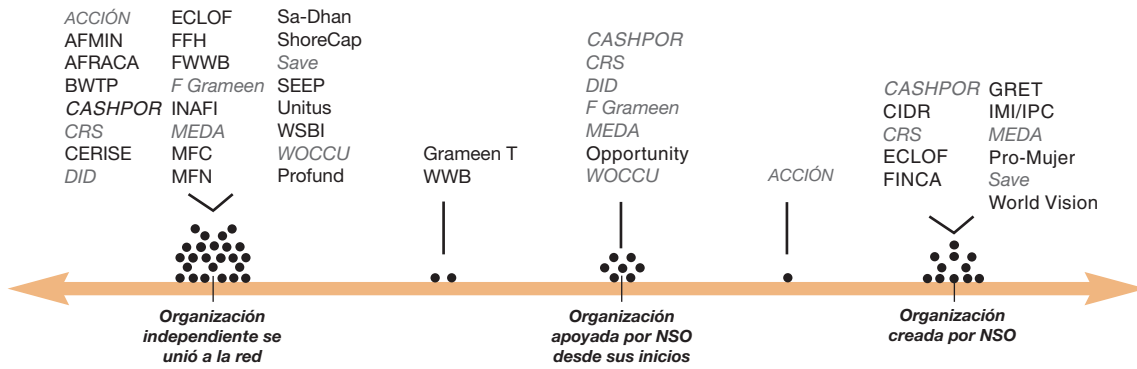 ACCIÓN
AFMIN
AFRACA
BWTP
CASHPOR
CRS
CERISE
DID
ECLOF
FFH
FWWB
F Grameen
INAFI
MEDA
MFC
MFN
Sa-Dhan
ShoreCap
Save
SEEP
Unitus
WSBI
WOCCU
Profund
Grameen T
WWB
CASHPOR
CRS
DID
F Grameen
MEDA
Opportunity
WOCCU
ACCIÓN
CASHPOR
CIDR
CRS
ECLOF
FINCA
GRET
IMI/IPC
MEDA
Pro-Mujer
Save
World Vision
Organización
independiente se
unió a la red
Organización
apoyada por NSO
desde sus inicios
Organización
creada por NSO